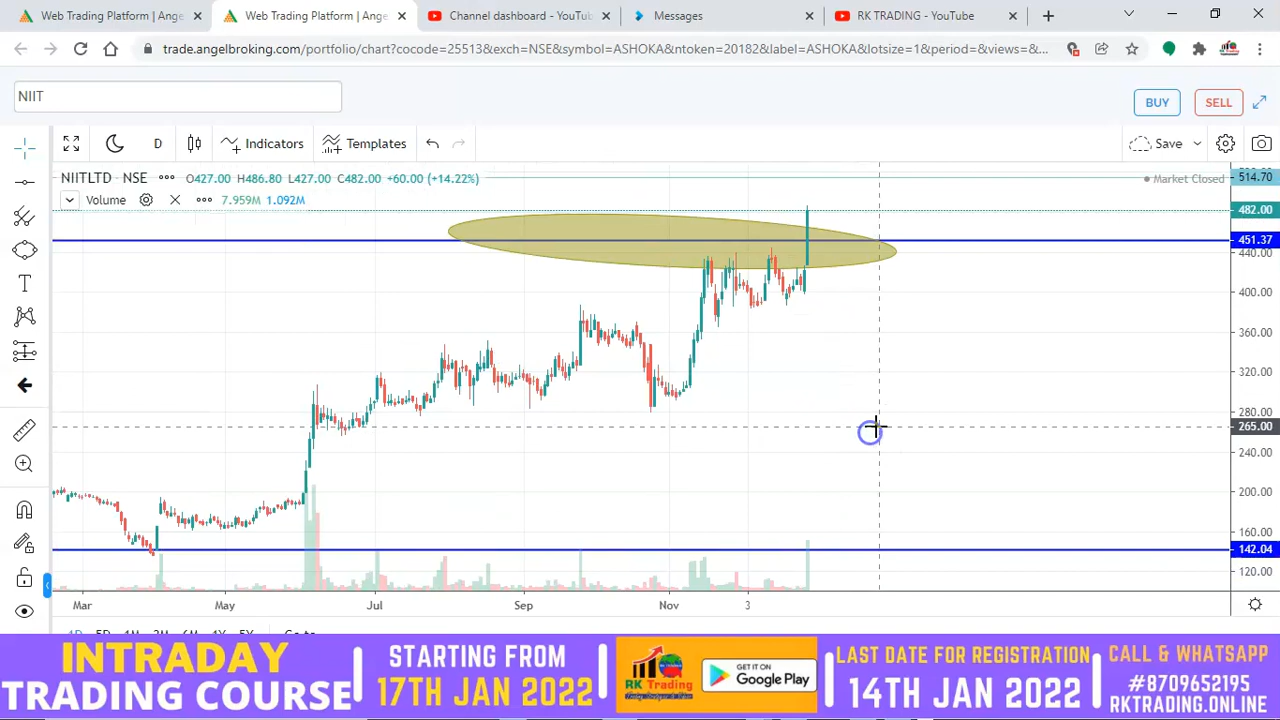 Web Trading Platform | Ange
Web Trading Platform | Ange
Channel dashboard - YouTu
Messages
RK TRADING - YouTube
trade.angelbroking.com/portfolio/chart?cocode=25513&exch=NSE&symbol=ASHOKA&ntoken=20182&label=ASHOKA&lotsize=1&period=&views=&...
NIIT
BUY
SELL
D
Indicators
Templates
Save
NIITLTD - NSE
O427.00 H486.80 L427.00 C482.00 +60.00 (+14.22%)
Market Closed
Volume
7.959M 1.092M
514.70
482.00
451.37
440.00
400.00
360.00
320.00
280.00
265.00
240.00
200.00
160.00
142.04
120.00
Mar
May
Jul
Sep
Nov
3
INTRADAY
TRADING COURSE
STARTING FROM
17TH JAN 2022
RK Trading
GET IT ON
Google Play
LAST DATE FOR REGISTRATION
14TH JAN 2022
CALL & WHATSAPP
#8709652195
RKTRADING.ONLINE